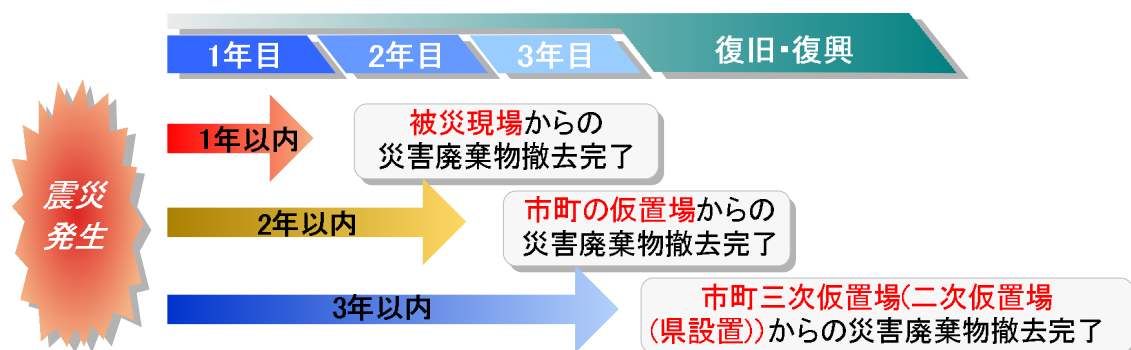 1年目
2年目
3年目
復旧・復興
震災
発生
1年以内
被災現場からの
災害廃棄物撤去完了
2年以内
市町の仮置場からの
災害廃棄物撤去完了
3年以内
市町三次仮置場(二次仮置場
(県設置))からの災害廃棄物撤去完了